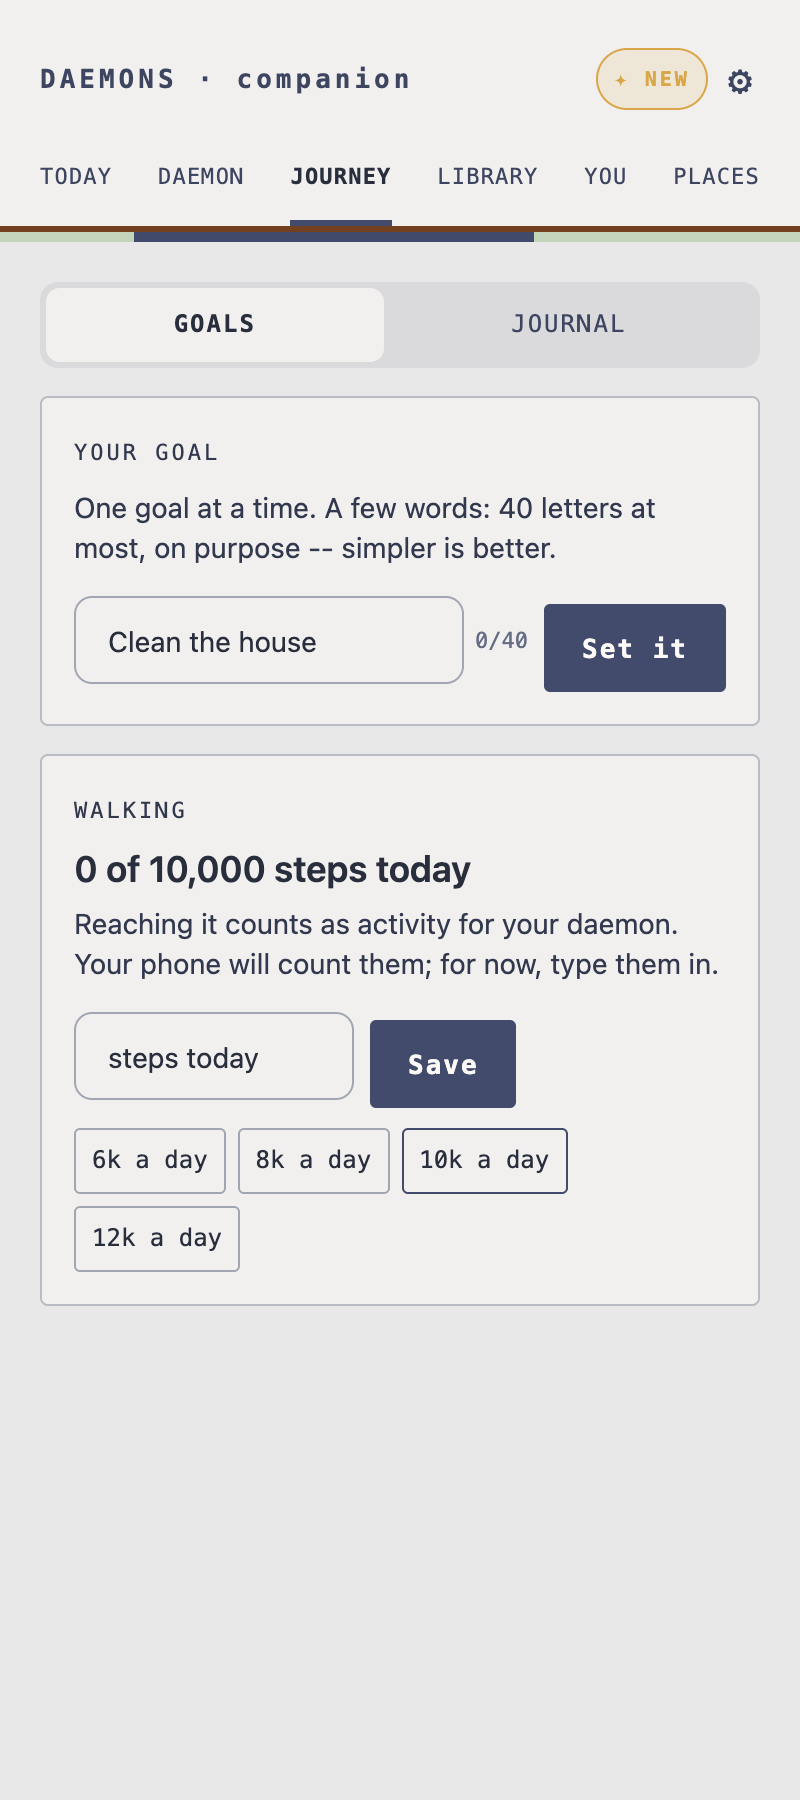 DAEMONS · companion
✦ NEW
⚙
TODAY DAEMON JOURNEY LIBRARY YOU PLACES
GOALS JOURNAL
YOUR GOAL
One goal at a time. A few words: 40 letters at
most, on purpose -- simpler is better.
Clean the house 0/40 Set it
WALKING
0 of 10,000 steps today
Reaching it counts as activity for your daemon.
Your phone will count them; for now, type them in.
steps today Save
6k a day 8k a day 10k a day
12k a day